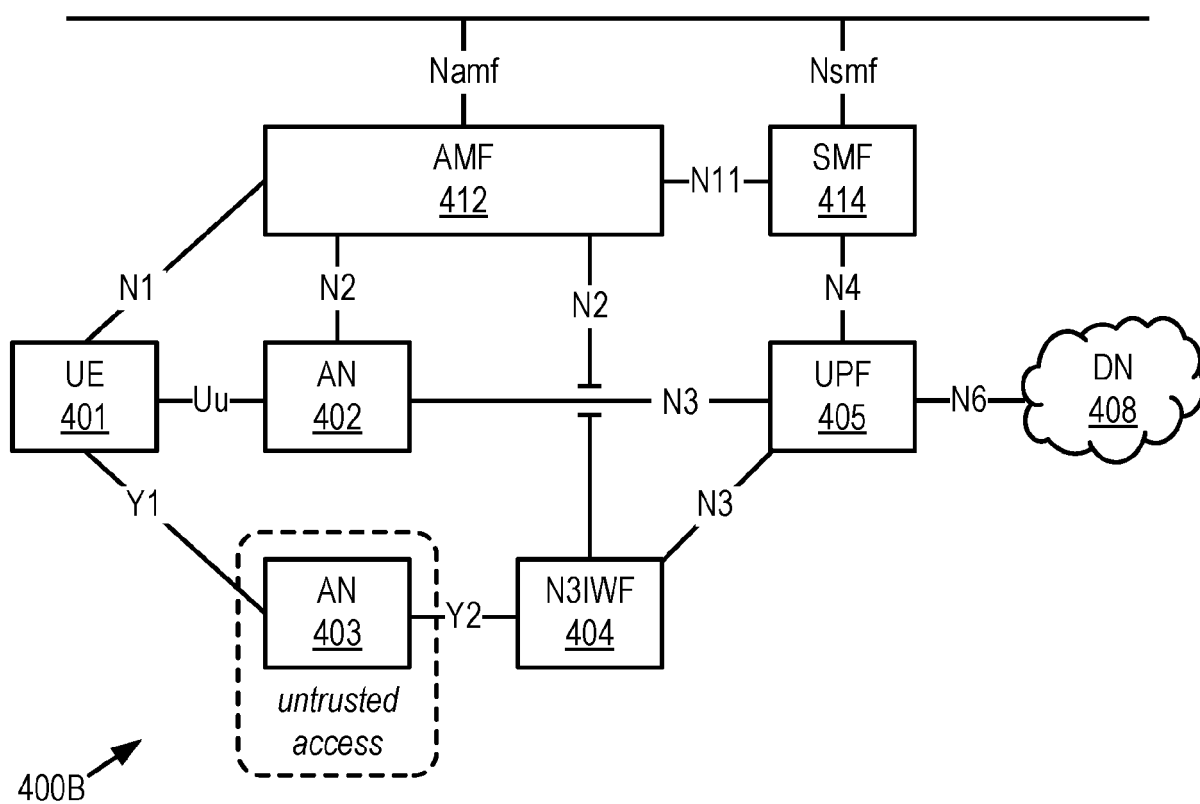 Namf
Nsmf
AMF
412
N11
SMF
414
N1
N2
N2
N4
UE
401
Uu
AN
402
N3
UPF
405
N6
DN
408
Y1
N3
AN
403
Y2
N3IWF
404
untrusted
access
400B